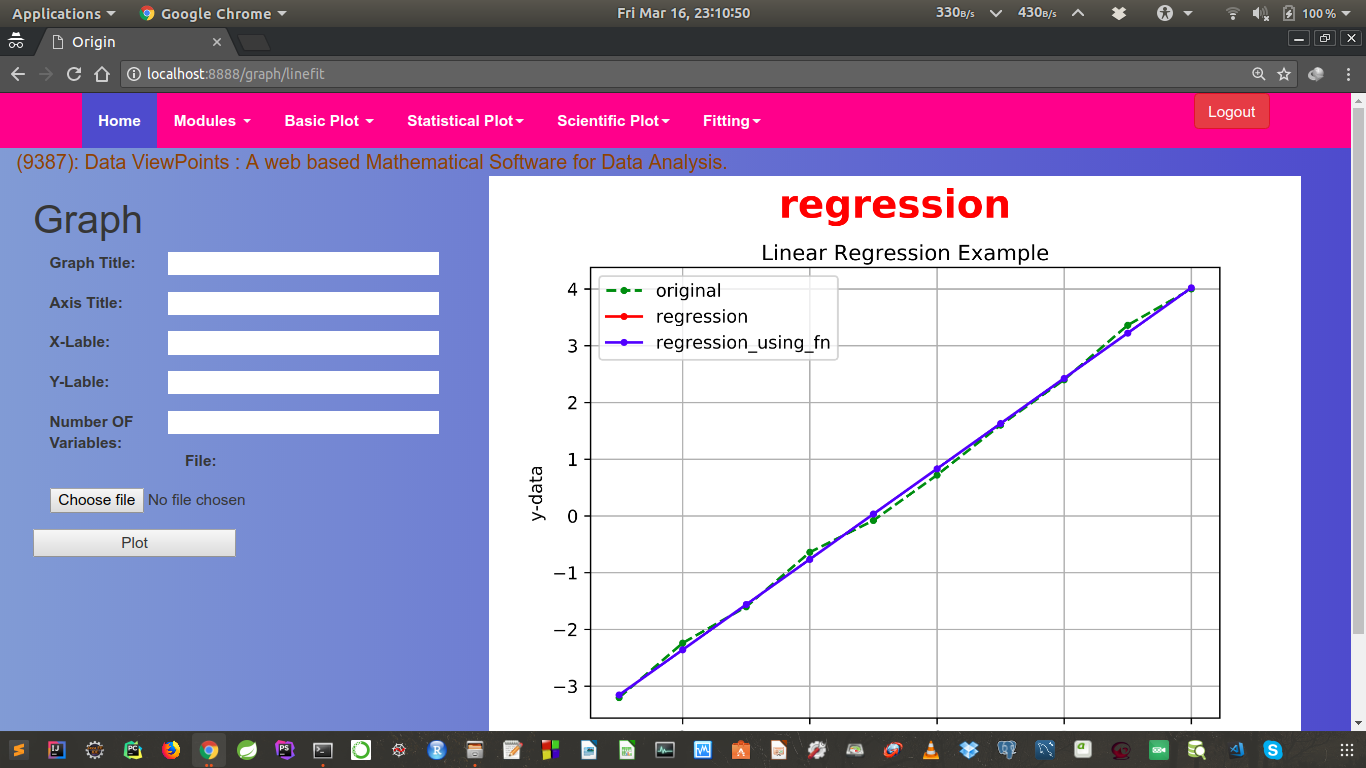 Applications Google Chrome Fri Mar 16, 23:10:50 330B/s 430B/s 100%
Origin
localhost:8888/graph/linefit
Home Modules Basic Plot Statistical Plot Scientific Plot Fitting Logout
(9387): Data ViewPoints : A web based Mathematical Software for Data Analysis.
Graph
Graph Title:
Axis Title:
X-Lable:
Y-Lable:
Number OF
Variables:
File:
Choose file No file chosen
Plot
regression
Linear Regression Example
original
regression
regression_using_fn
4
3
2
1
0
−1
−2
−3
y-data